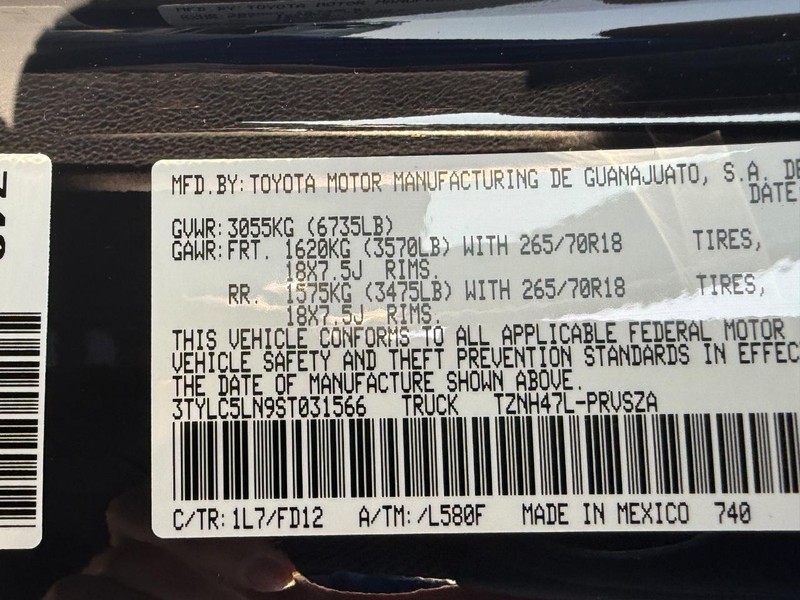 MFD.BY:TOYOTA MOTOR MANUFACTURING DE GUANAJUATO, S.A. DE
DATE
GVWR:3055KG (6735LB)
GAWR:FRT. 1620KG (3570LB) WITH 265/70R18 TIRES,
18X7.5J RIMS.
RR. 1575KG (3475LB) WITH 265/70R18 TIRES,
18X7.5J RIMS.
THIS VEHICLE CONFORMS TO ALL APPLICABLE FEDERAL MOTOR
VEHICLE SAFETY AND THEFT PREVENTION STANDARDS IN EFFEC
THE DATE OF MANUFACTURE SHOWN ABOVE.
3TYLC5LN9ST031566 TRUCK TZNH47L-PRVSZA
C/TR:1L7/FD12 A/TM:/L580F MADE IN MEXICO 740